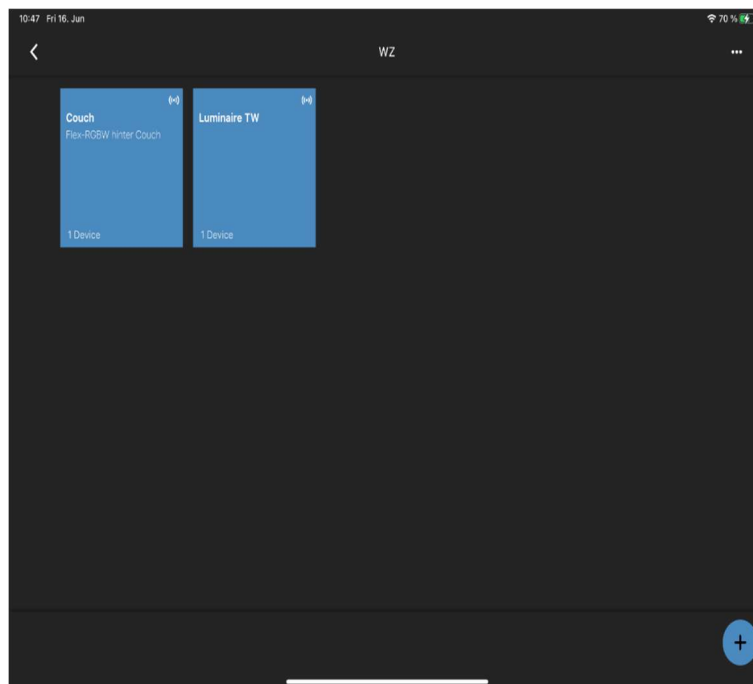 10:47 Fri 16. Jun
70 %
WZ
Couch
Flex-RGBW hinter Couch
1 Device
Luminaire TW
1 Device